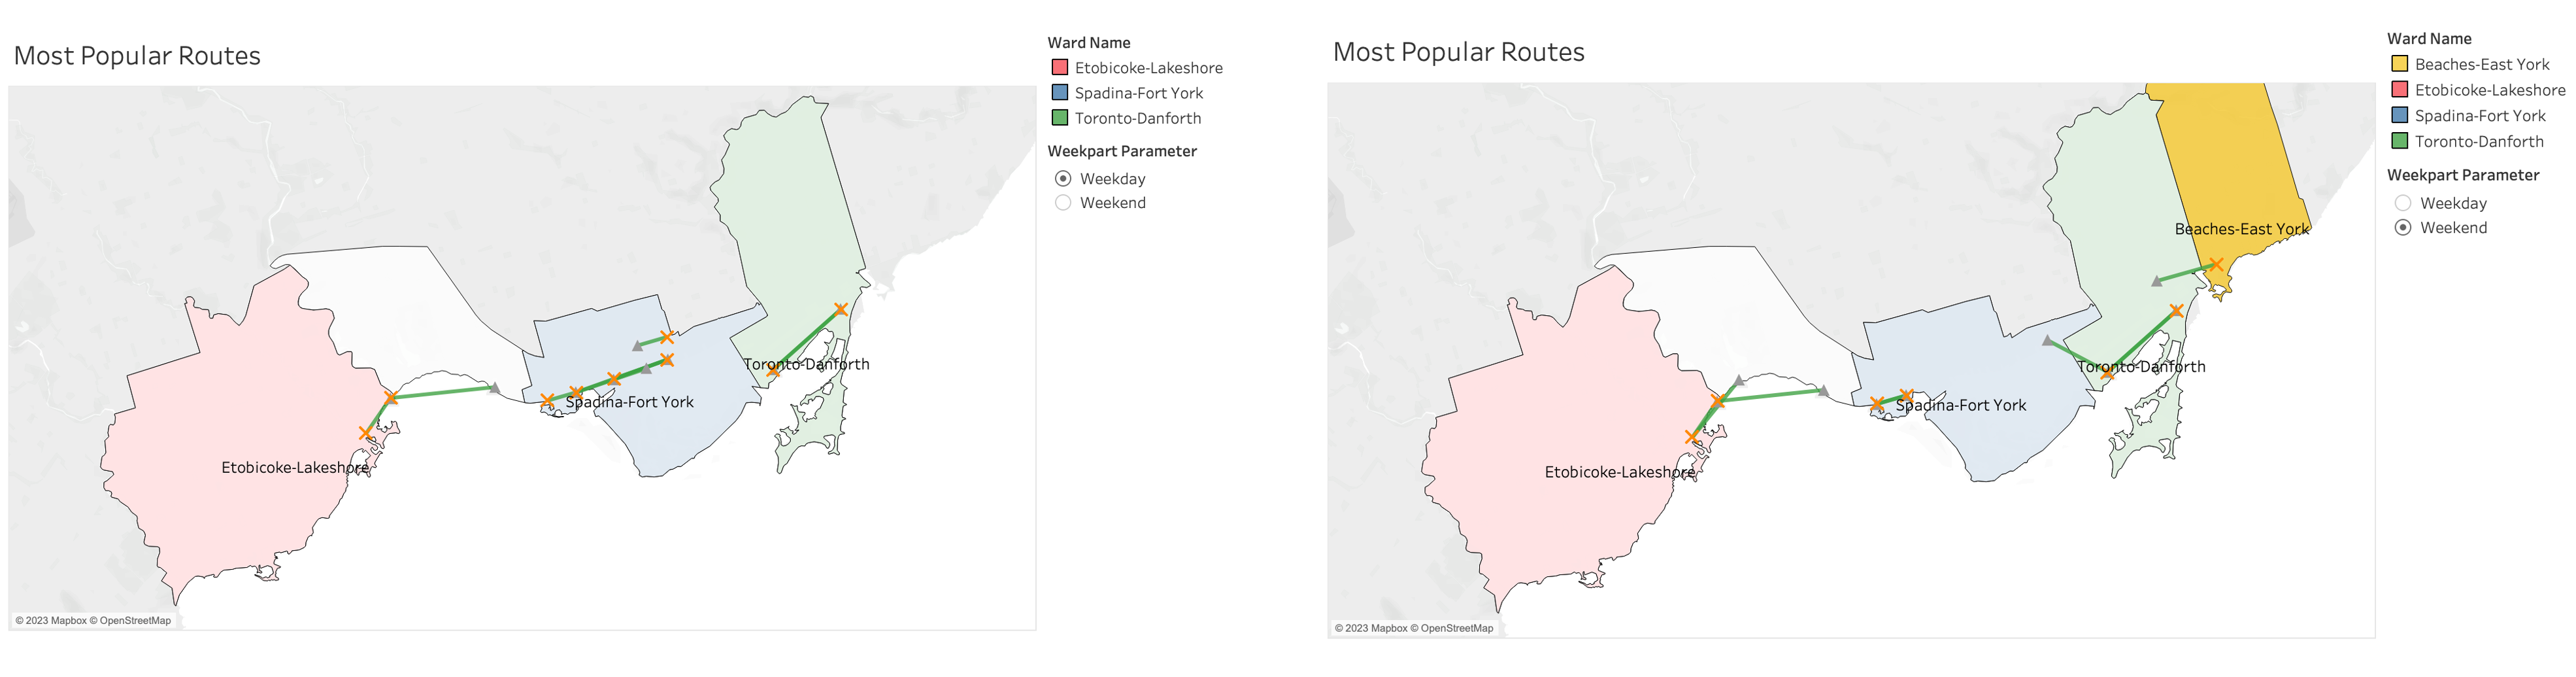 Most Popular Routes
Ward Name
Etobicoke-Lakeshore
Spadina-Fort York
Toronto-Danforth
Weekpart Parameter
Weekday
Weekend
Toronto-Danforth
Spadina-Fort York
Etobicoke-Lakeshore
© 2023 Mapbox © OpenStreetMap
Most Popular Routes
Ward Name
Beaches-East York
Etobicoke-Lakeshore
Spadina-Fort York
Toronto-Danforth
Weekpart Parameter
Weekday
Weekend
Beaches-East York
Toronto-Danforth
Spadina-Fort York
Etobicoke-Lakeshore
© 2023 Mapbox © OpenStreetMap